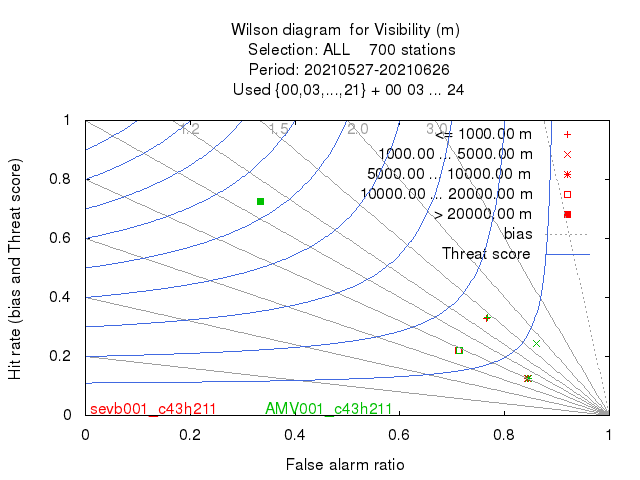 Wilson diagram for Visibility (m)
Selection: ALL 700 stations
Period: 20210527-20210626
Used {00,03,...,21} + 00 03 ... 24
1.2 1.5 2.0 3.0
<= 1000.00 m
1000.00 ... 5000.00 m
5000.00 ... 10000.00 m
10000.00 ... 20000.00 m
> 20000.00 m
bias
Threat score
Hit rate (bias and Threat score)
1
0.8
0.6
0.4
0.2
0
sevb001_c43h211 AMV001_c43h211
0 0.2 0.4 0.6 0.8 1
False alarm ratio